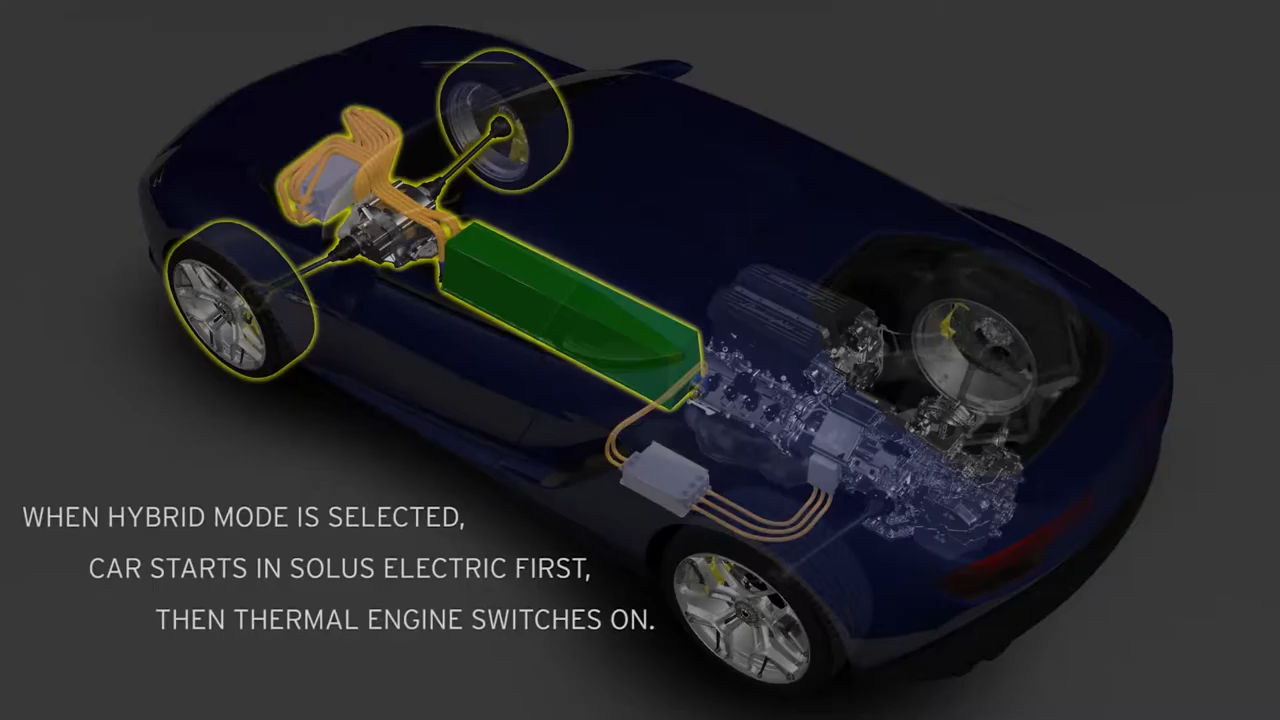 WHEN HYBRID MODE IS SELECTED,
CAR STARTS IN SOLUS ELECTRIC FIRST,
THEN THERMAL ENGINE SWITCHES ON.